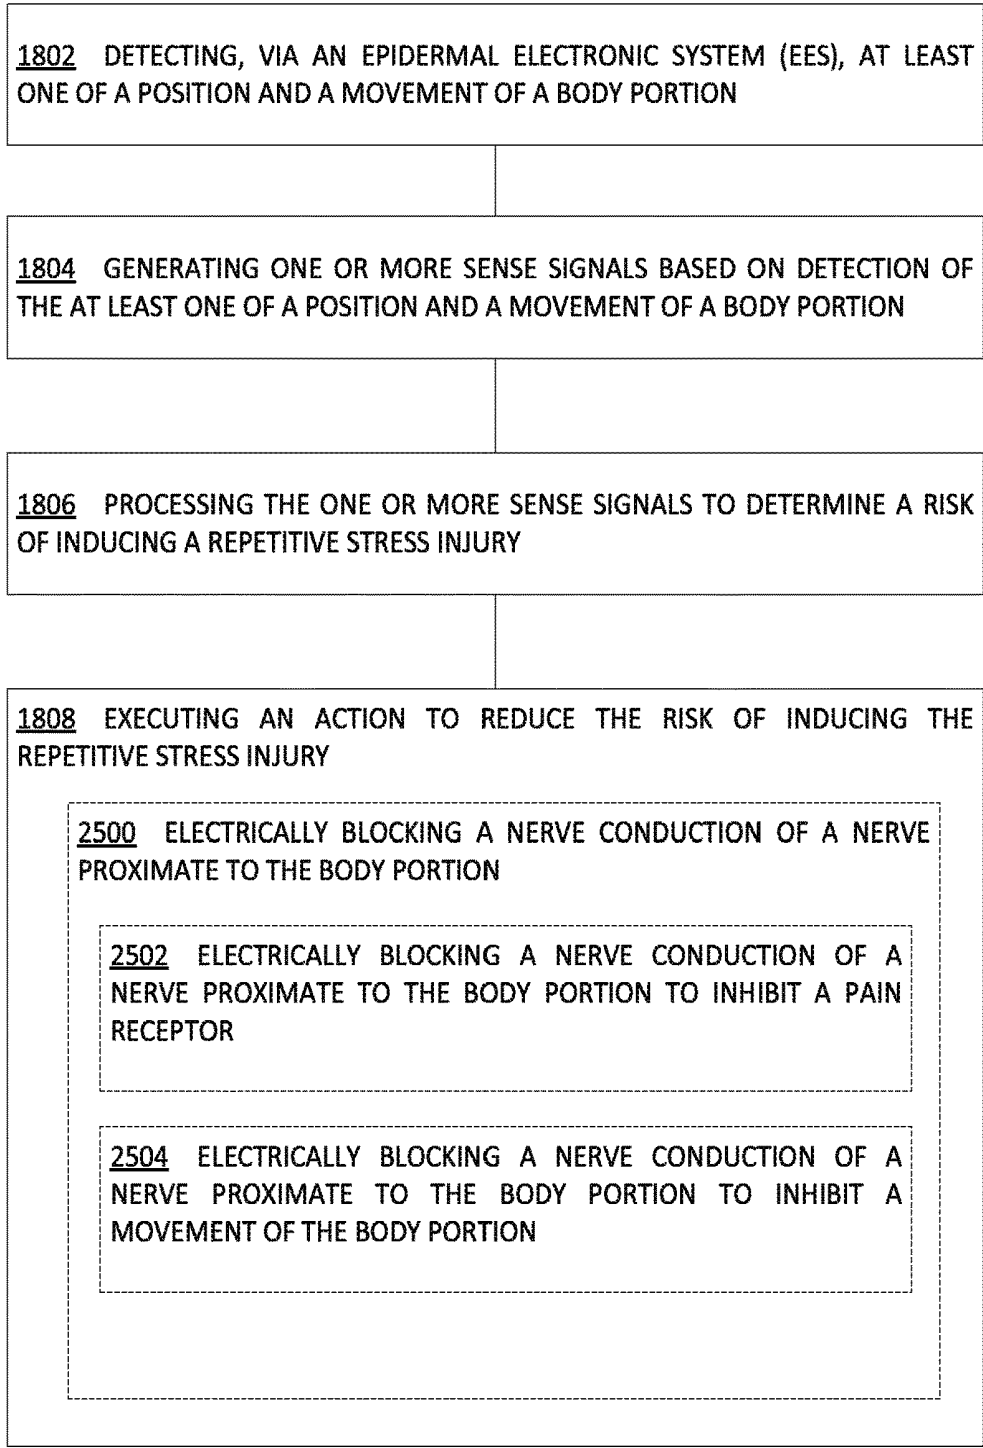 1802 DETECTING, VIA AN EPIDERMAL ELECTRONIC SYSTEM (EES), AT LEAST
ONE OF A POSITION AND A MOVEMENT OF A BODY PORTION
1804 GENERATING ONE OR MORE SENSE SIGNALS BASED ON DETECTION OF
THE AT LEAST ONE OF A POSITION AND A MOVEMENT OF A BODY PORTION
1806 PROCESSING THE ONE OR MORE SENSE SIGNALS TO DETERMINE A RISK
OF INDUCING A REPETITIVE STRESS INJURY
1808 EXECUTING AN ACTION TO REDUCE THE RISK OF INDUCING THE
REPETITIVE STRESS INJURY
2500 ELECTRICALLY BLOCKING A NERVE CONDUCTION OF A NERVE
PROXIMATE TO THE BODY PORTION
2502 ELECTRICALLY BLOCKING A NERVE CONDUCTION OF A
NERVE PROXIMATE TO THE BODY PORTION TO INHIBIT A PAIN
RECEPTOR
2504 ELECTRICALLY BLOCKING A NERVE CONDUCTION OF A
NERVE PROXIMATE TO THE BODY PORTION TO INHIBIT A
MOVEMENT OF THE BODY PORTION